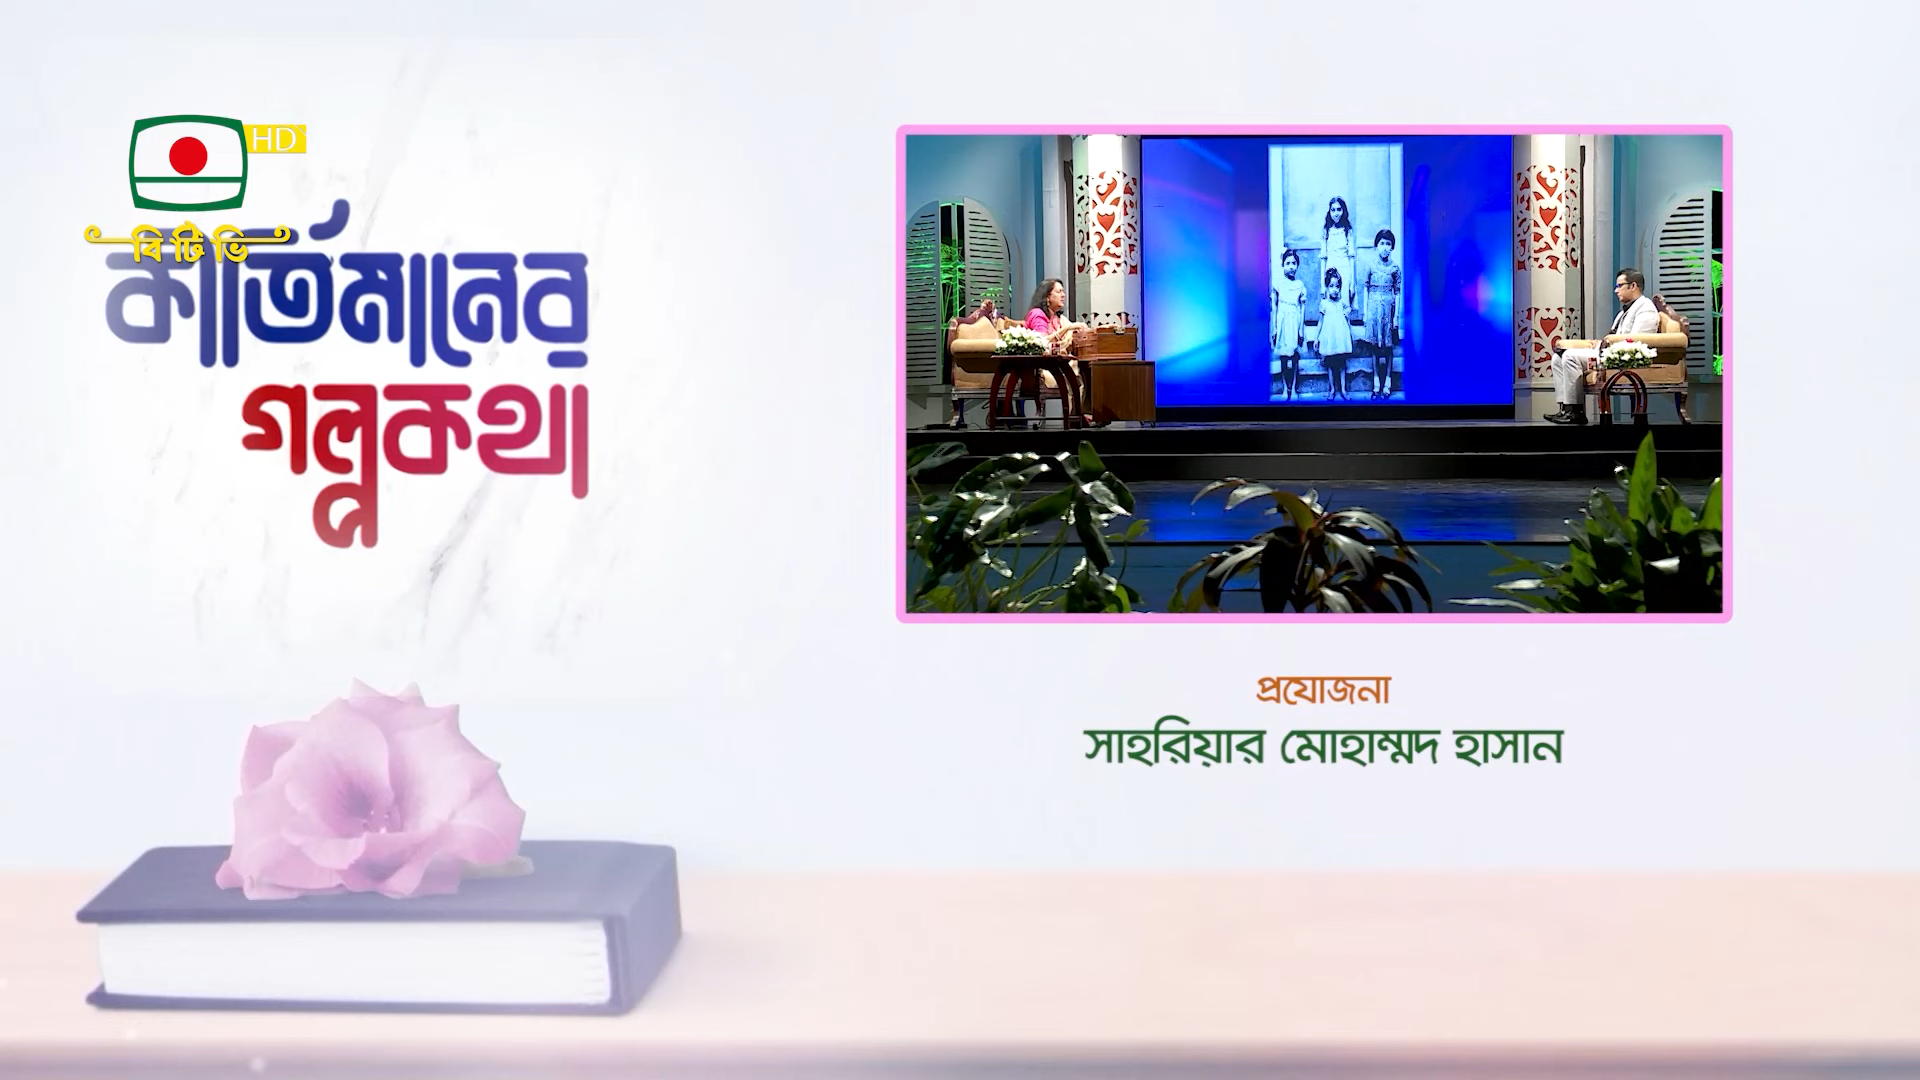 HD
বি টি ভি
কীর্তিমানের
গল্পকথা
প্রযোজনা
সাহরিয়ার মোহাম্মদ হাসান